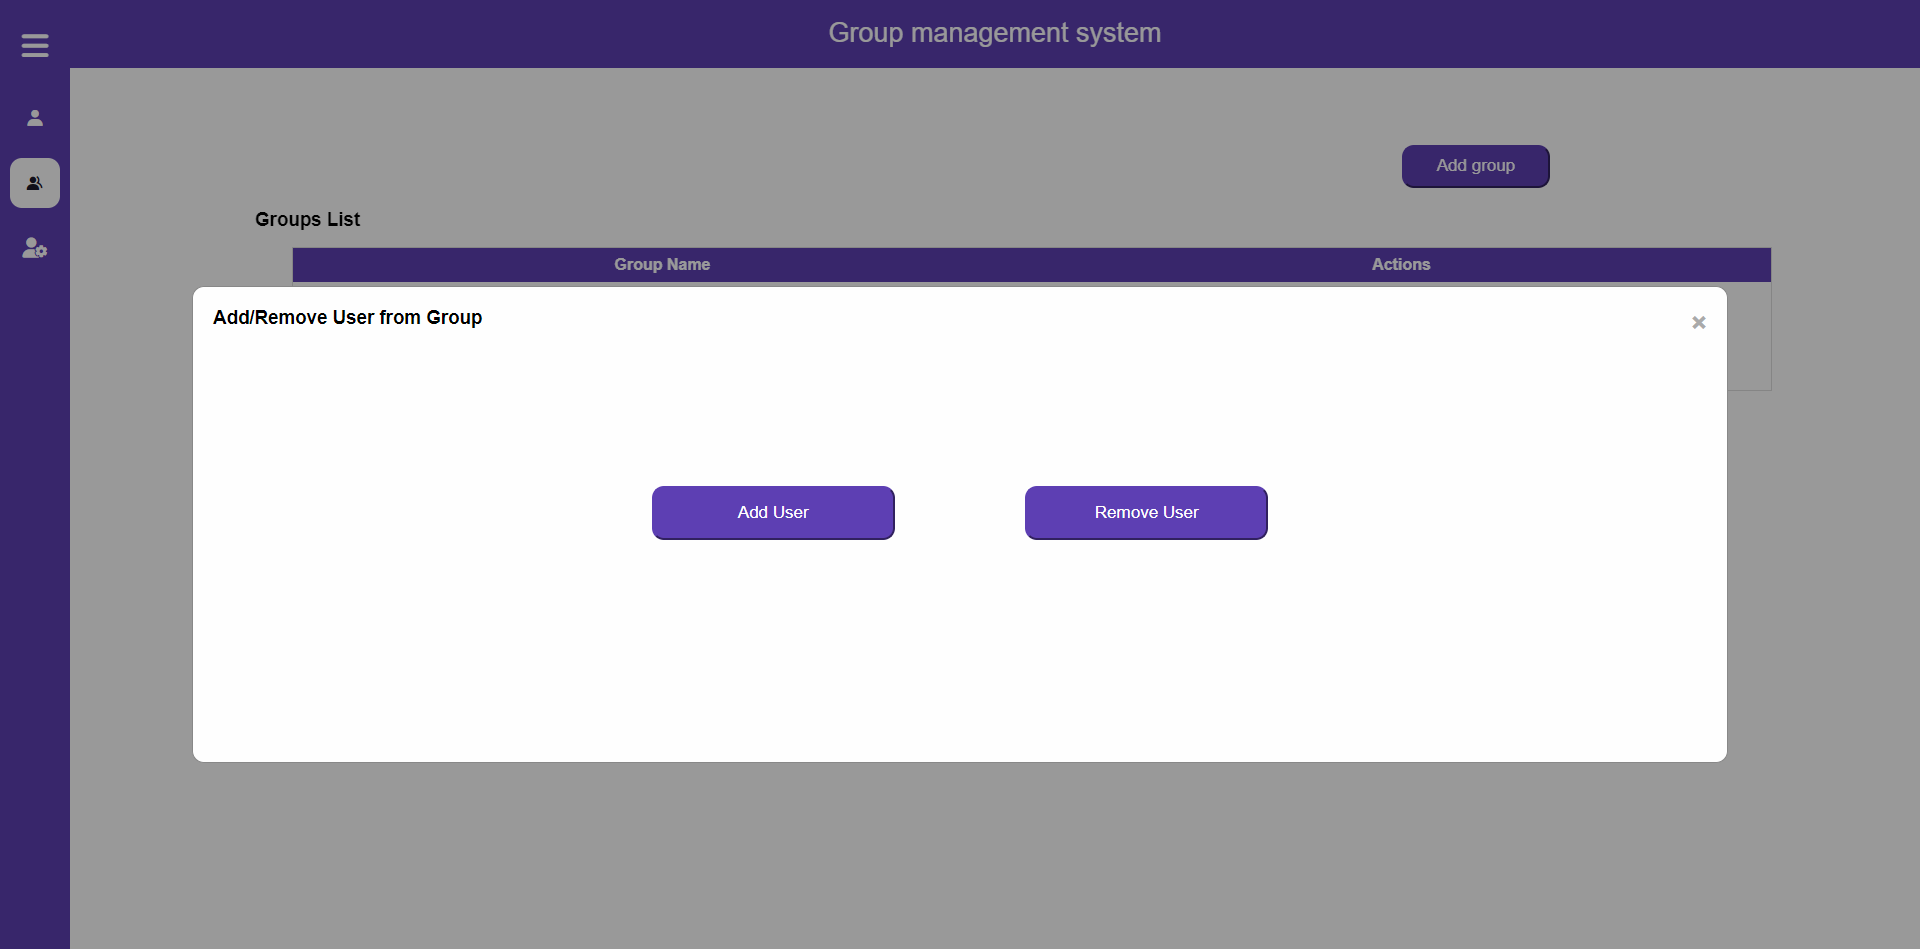 Group management system
Add group
Groups List
Group Name Actions
Add/Remove User from Group
Add User Remove User